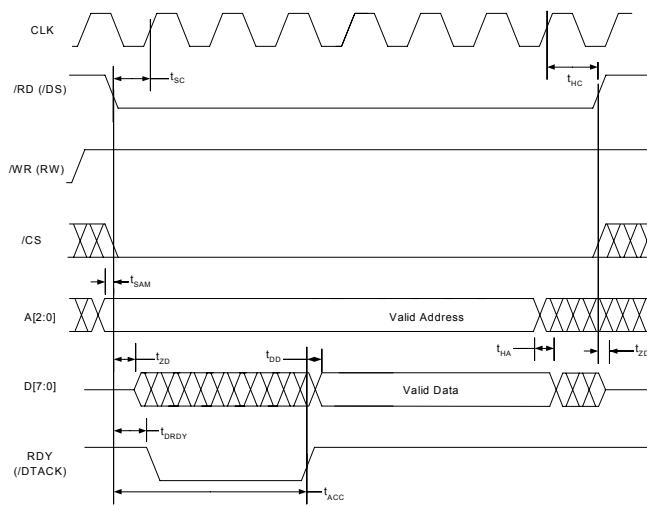 CLK
tSC
tHC
/RD (/DS)
/WR (RW)
/CS
tSAM
A[2:0]
Valid Address
tZD
tDD
tHA
tZD
D[7:0]
Valid Data
tDRDY
RDY
(/DTACK)
tACC